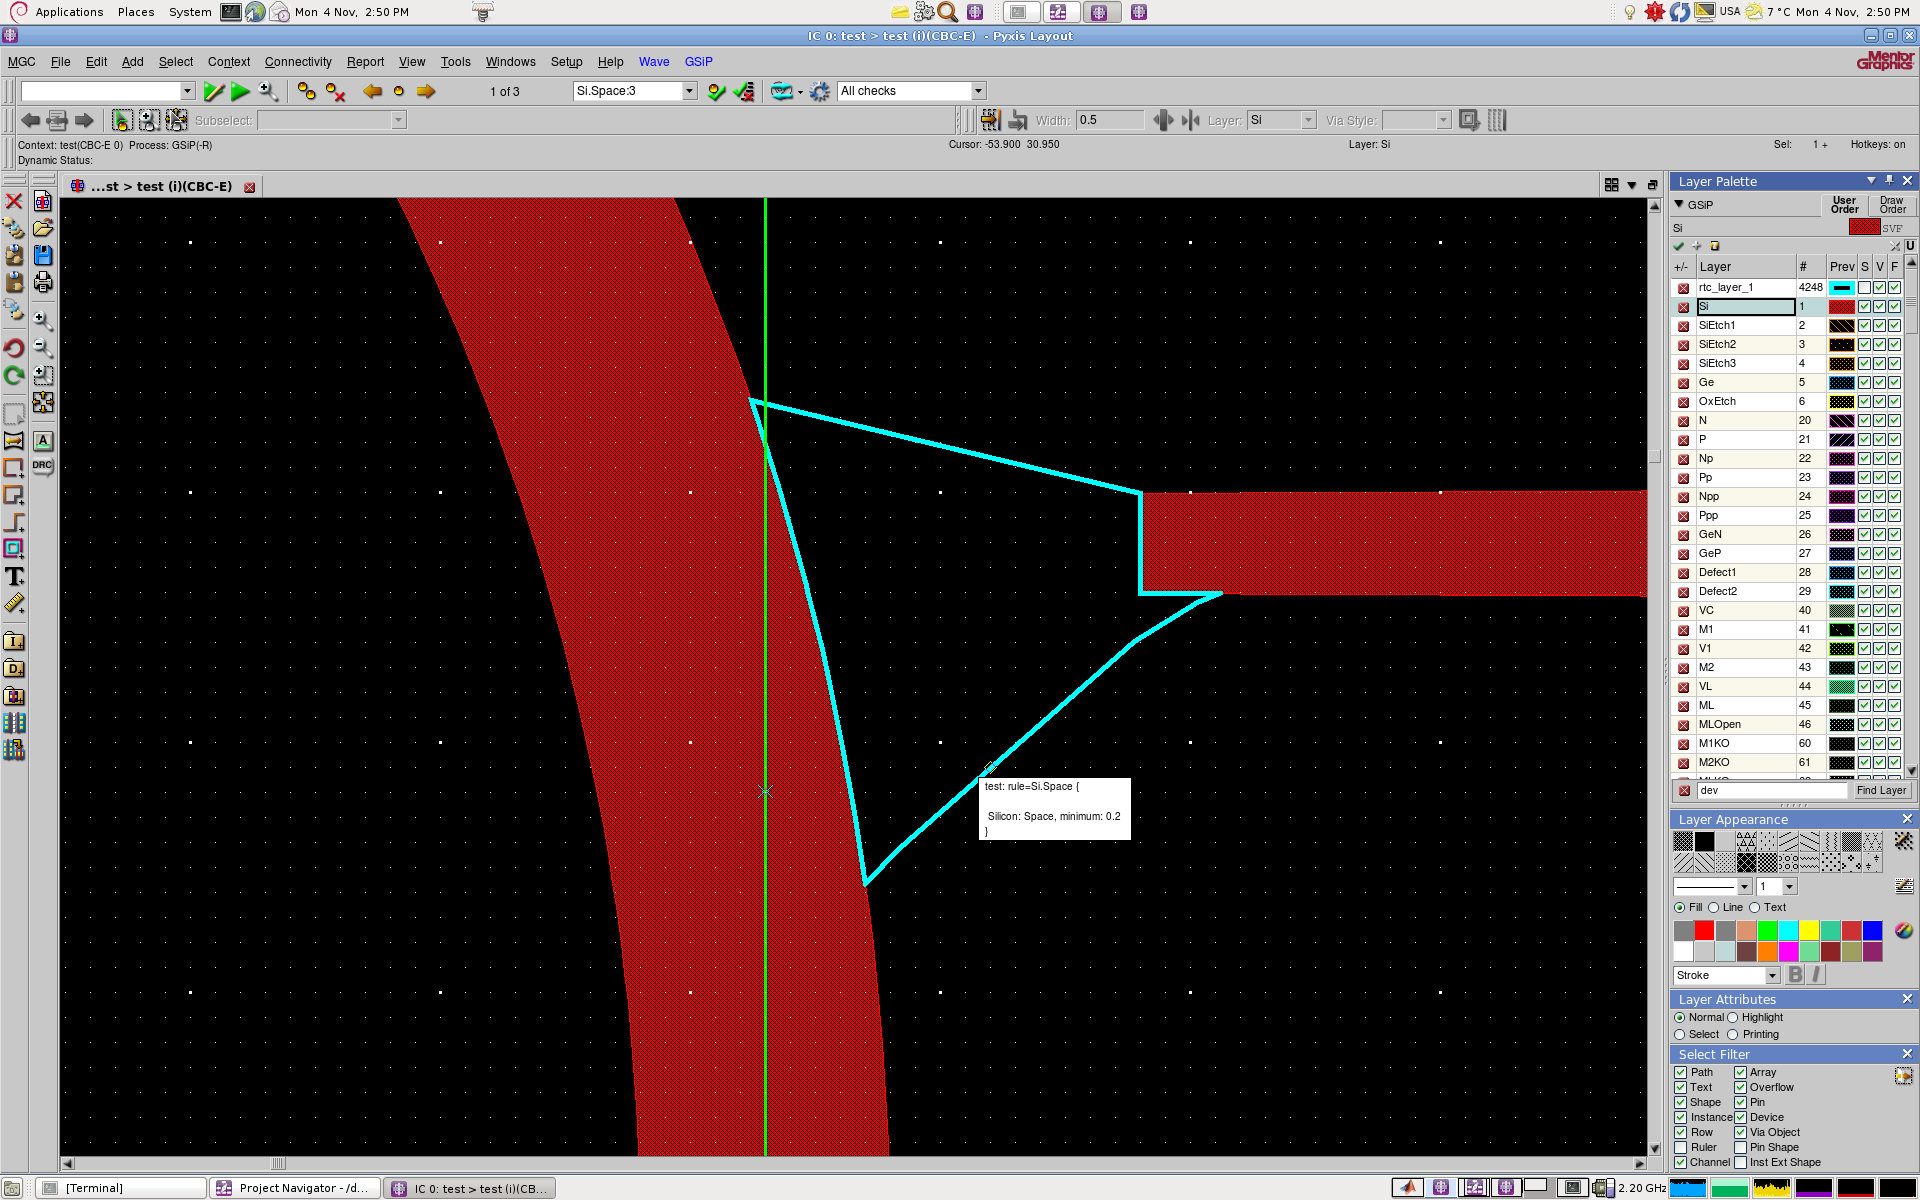 Applications Places System Mon 4 Nov, 2:50 PM USA 7 °C Mon 4 Nov, 2:50 PM
IC 0: test > test (i)(CBC-E) - Pyxis Layout
MGC File Edit Add Select Context Connectivity Report View Tools Windows Setup Help Wave GSiP
Mentor Graphics
1 of 3 Si.Space:3 All checks
Subselect: Width: 0.5 Layer: Si Via Style:
Context: test(CBC-E 0) Process: GSiP(-R) Cursor: -53.900 30.950 Layer: Si Sel: 1 + Hotkeys: on
Dynamic Status:
...st > test (i)(CBC-E)
Layer Palette
GSiP User Order Draw Order
Si SVF
U
+/- Layer # Prev S V F
rtc_layer_1 4248
Si 1
SiEtch1 2
SiEtch2 3
SiEtch3 4
Ge 5
OxEtch 6
N 20
P 21
Np 22
Pp 23
Npp 24
Ppp 25
GeN 26
GeP 27
Defect1 28
Defect2 29
VC 40
M1 41
V1 42
M2 43
VL 44
ML 45
MLOpen 46
M1KO 60
M2KO 61
dev Find Layer
A
DRC
T
I
D
test: rule=Si.Space {
Silicon: Space, minimum: 0.2
}
Layer Appearance
1
Fill Line Text
Stroke B I
Layer Attributes
Normal Highlight
Select Printing
Select Filter
Path Array
Text Overflow
Shape Pin
Instance Device
Row Via Object
Ruler Pin Shape
Channel Inst Ext Shape
[Terminal] Project Navigator - /d... IC 0: test > test (i)(CB... 2.20 GHz